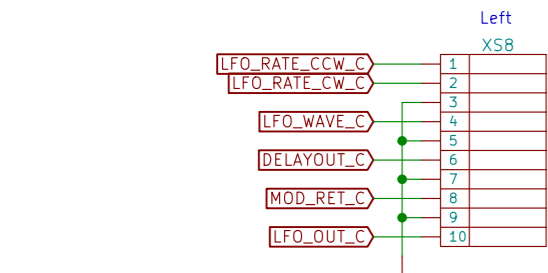 Left
XS8
LFO_RATE_CCW_C 1
LFO_RATE_CW_C 2
3
LFO_WAVE_C 4
5
DELAYOUT_C 6
7
MOD_RET_C 8
9
LFO_OUT_C 10